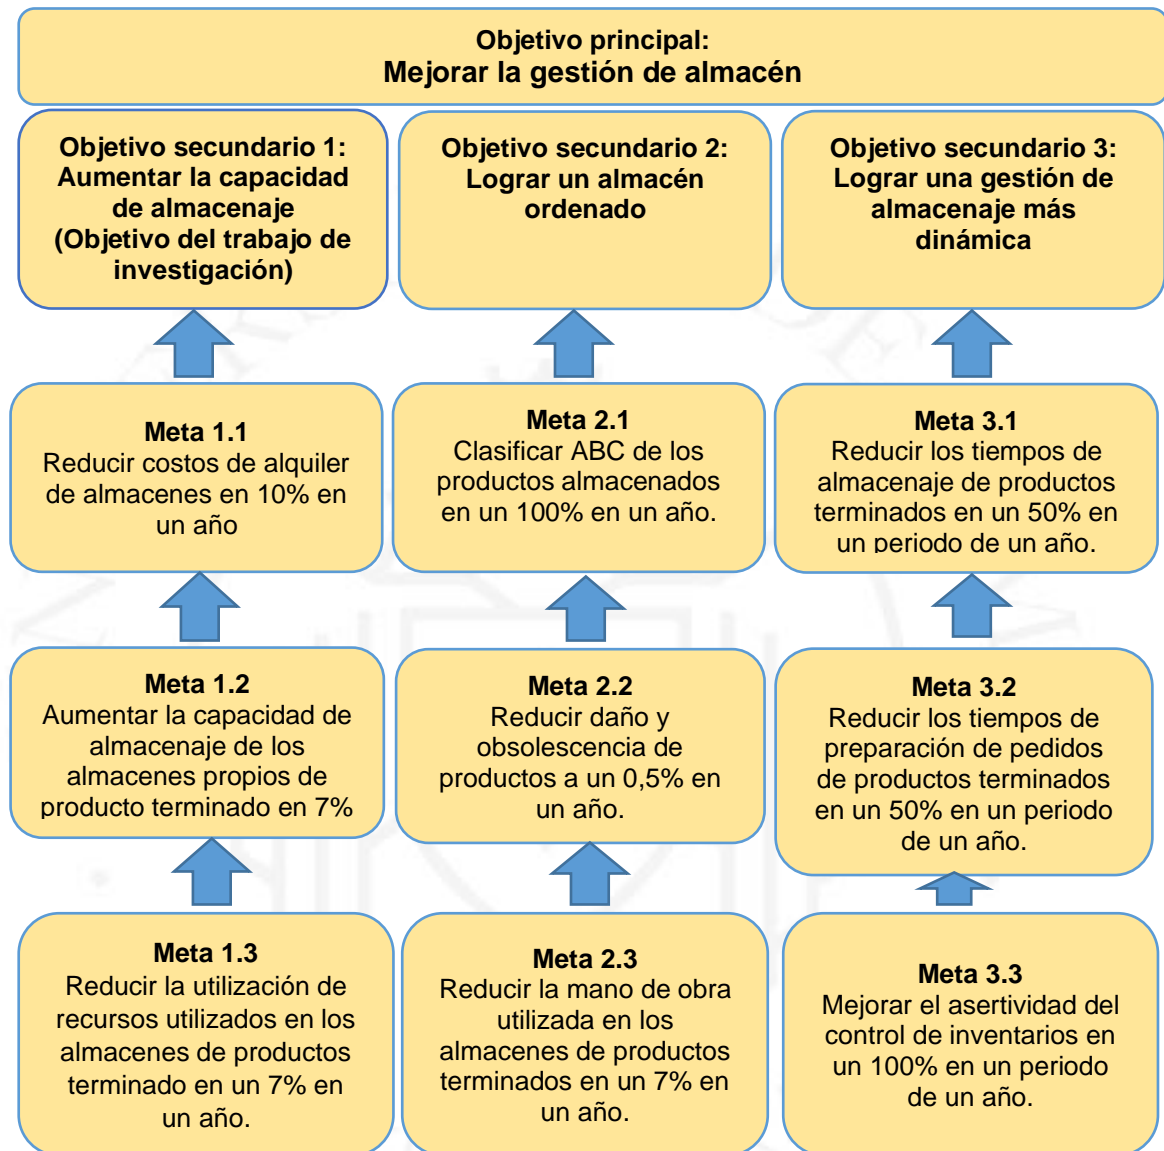 Objetivo principal:
Mejorar la gestión de almacén
Objetivo secundario 1:
Aumentar la capacidad
de almacenaje
(Objetivo del trabajo de
investigación)
Objetivo secundario 2:
Lograr un almacén
ordenado
Objetivo secundario 3:
Lograr una gestión de
almacenaje más
dinámica
Meta 1.1
Reducir costos de alquiler
de almacenes en 10% en
un año
Meta 2.1
Clasificar ABC de los
productos almacenados
en un 100% en un año.
Meta 3.1
Reducir los tiempos de
almacenaje de productos
terminados en un 50% en
un periodo de un año.
Meta 1.2
Aumentar la capacidad de
almacenaje de los
almacenes propios de
producto terminado en 7%
Meta 2.2
Reducir daño y
obsolescencia de
productos a un 0,5% en
un año.
Meta 3.2
Reducir los tiempos de
preparación de pedidos
de productos terminados
en un 50% en un periodo
de un año.
Meta 1.3
Reducir la utilización de
recursos utilizados en los
almacenes de productos
terminado en un 7% en
un año.
Meta 2.3
Reducir la mano de obra
utilizada en los
almacenes de productos
terminados en un 7% en
un año.
Meta 3.3
Mejorar el asertividad del
control de inventarios en
un 100% en un periodo
de un año.